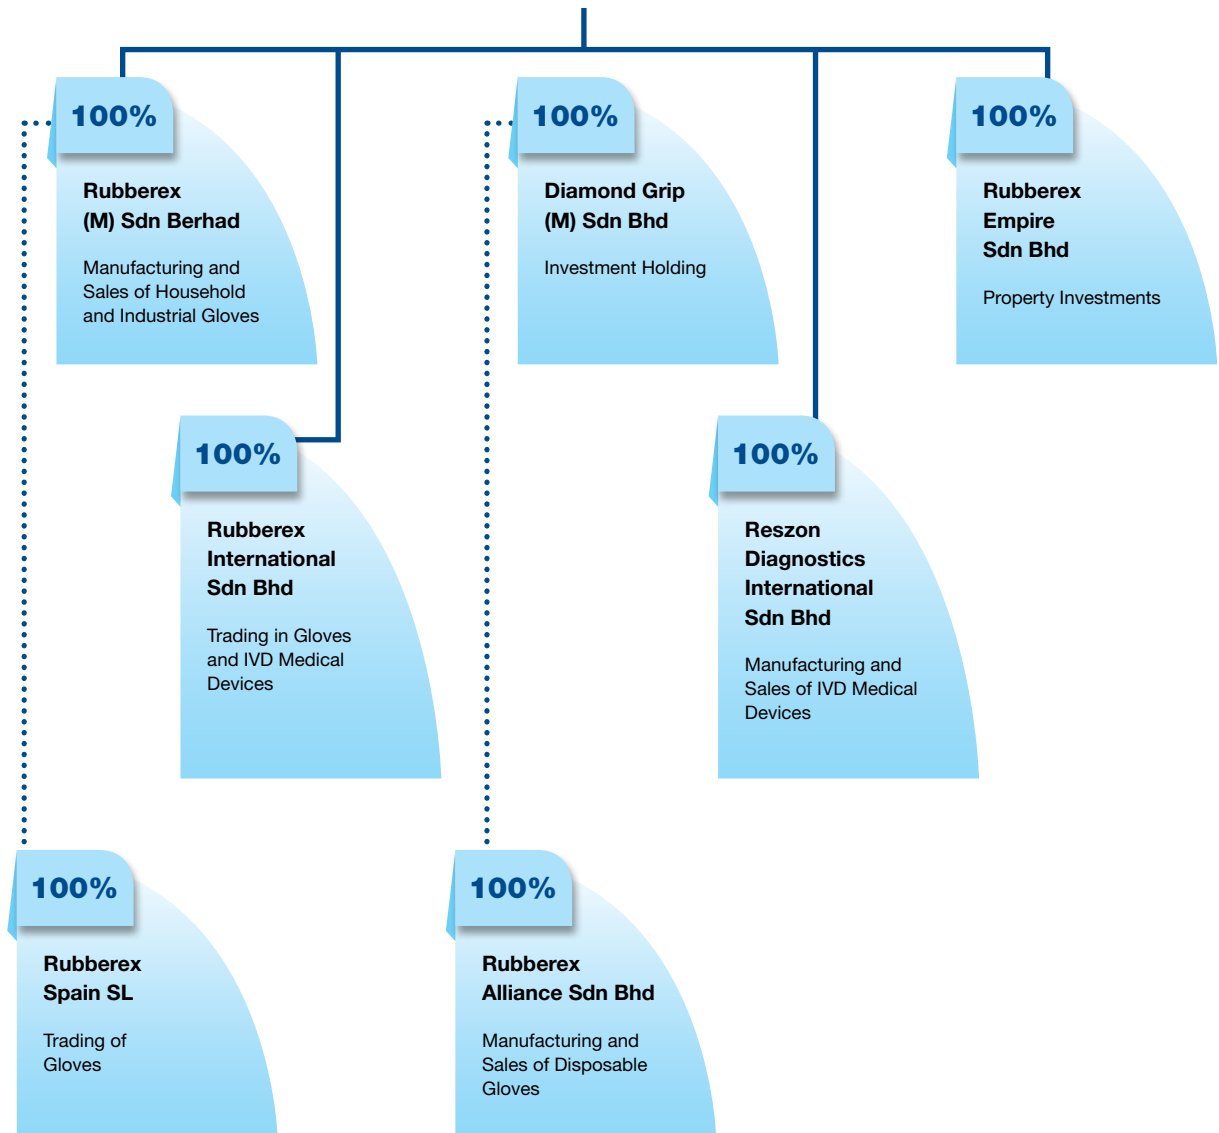 100%
Rubberex
(M) Sdn Berhad
Manufacturing and
Sales of Household
and Industrial Gloves
100%
Diamond Grip
(M) Sdn Bhd
Investment Holding
100%
Rubberex
Empire
Sdn Bhd
Property Investments
100%
Rubberex
International
Sdn Bhd
Trading in Gloves
and IVD Medical
Devices
100%
Reszon
Diagnostics
International
Sdn Bhd
Manufacturing and
Sales of IVD Medical
Devices
100%
Rubberex
Spain SL
Trading of
Gloves
100%
Rubberex
Alliance Sdn Bhd
Manufacturing and
Sales of Disposable
Gloves